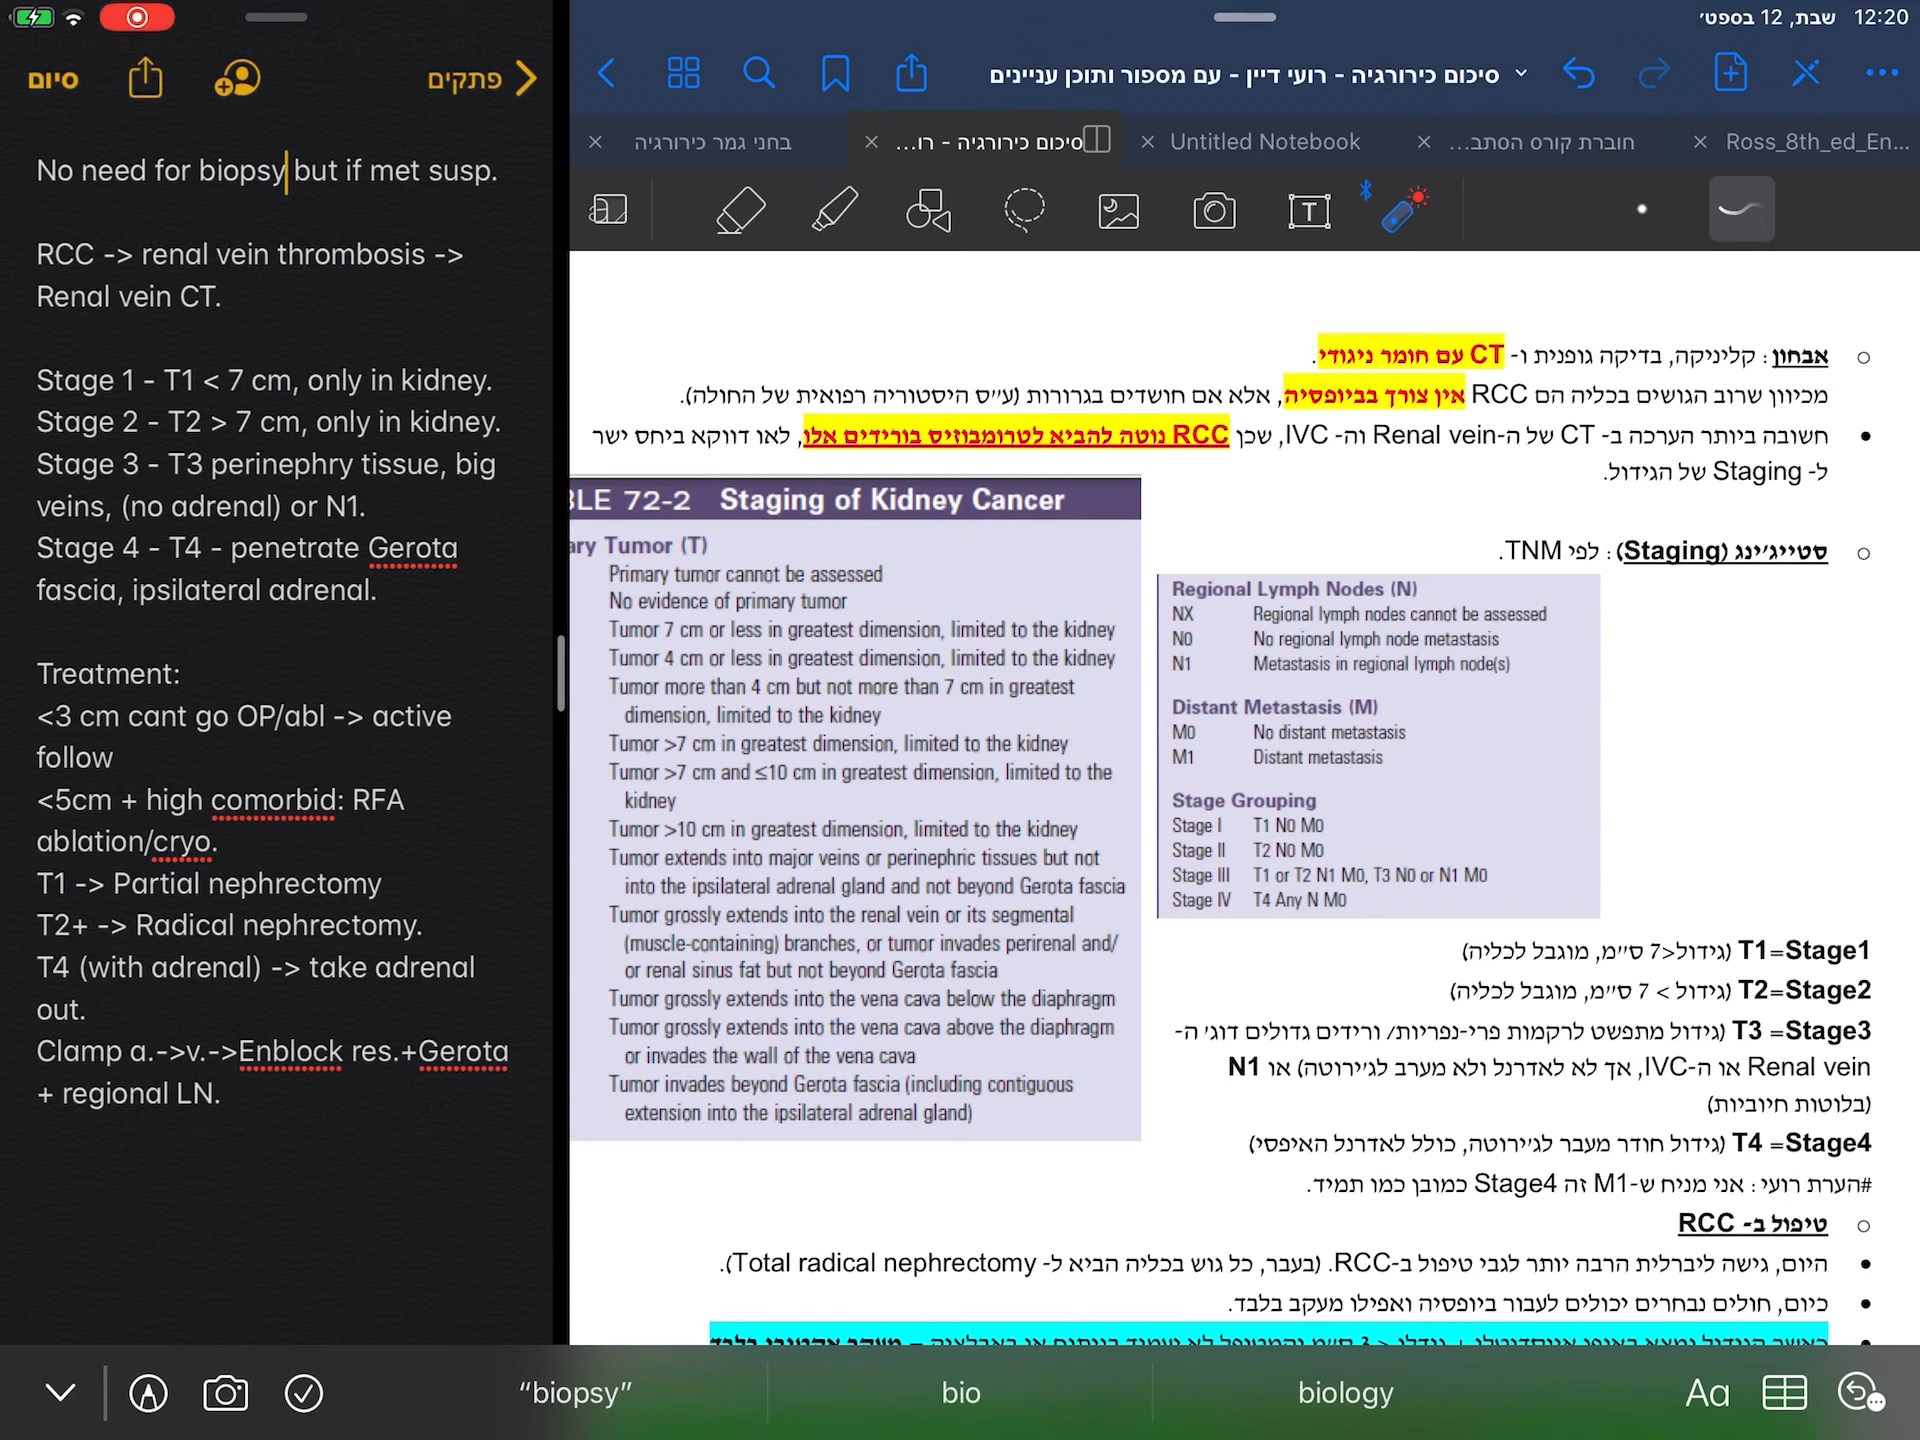 12:20 שבת, 12 בספט׳
סיום
פתקים
No need for biopsy but if met susp.
RCC -> renal vein thrombosis ->
Renal vein CT.
Stage 1 - T1 < 7 cm, only in kidney.
Stage 2 - T2 > 7 cm, only in kidney.
Stage 3 - T3 perinephry tissue, big
veins, (no adrenal) or N1.
Stage 4 - T4 - penetrate Gerota
fascia, ipsilateral adrenal.
Treatment:
<3 cm cant go OP/abl -> active
follow
<5cm + high comorbid: RFA
ablation/cryo.
T1 -> Partial nephrectomy
T2+ -> Radical nephrectomy.
T4 (with adrenal) -> take adrenal
out.
Clamp a.->v.->Enblock res.+Gerota
+ regional LN.
סיכום כירורגיה - רועי דיין - עם מספור ותוכן עניינים
בחני גמר כירורגיה
סיכום כירורגיה - רו...
Untitled Notebook
חוברת קורס הסתב...
Ross_8th_ed_En...
אבחון: קליניקה, בדיקה גופנית ו- CT עם חומר ניגודי.
מכיוון שרוב הגושים בכליה הם RCC אין צורך בביופסיה, אלא אם חושדים בגרורות (ע״ס היסטוריה רפואית של החולה).
חשובה ביותר הערכה ב- CT של ה-Renal vein וה- IVC, שכן RCC נוטה להביא לטרומבוזיס בורידים אלו, לאו דווקא ביחס ישר
ל- Staging של הגידול.
BLE 72-2 Staging of Kidney Cancer
ary Tumor (T)
Primary tumor cannot be assessed
No evidence of primary tumor
Tumor 7 cm or less in greatest dimension, limited to the kidney
Tumor 4 cm or less in greatest dimension, limited to the kidney
Tumor more than 4 cm but not more than 7 cm in greatest
dimension, limited to the kidney
Tumor >7 cm in greatest dimension, limited to the kidney
Tumor >7 cm and ≤10 cm in greatest dimension, limited to the
kidney
Tumor >10 cm in greatest dimension, limited to the kidney
Tumor extends into major veins or perinephric tissues but not
into the ipsilateral adrenal gland and not beyond Gerota fascia
Tumor grossly extends into the renal vein or its segmental
(muscle-containing) branches, or tumor invades perirenal and/
or renal sinus fat but not beyond Gerota fascia
Tumor grossly extends into the vena cava below the diaphragm
Tumor grossly extends into the vena cava above the diaphragm
or invades the wall of the vena cava
Tumor invades beyond Gerota fascia (including contiguous
extension into the ipsilateral adrenal gland)
סטייג׳ינג (Staging): לפי TNM.
Regional Lymph Nodes (N)
NX Regional lymph nodes cannot be assessed
N0 No regional lymph node metastasis
N1 Metastasis in regional lymph node(s)
Distant Metastasis (M)
M0 No distant metastasis
M1 Distant metastasis
Stage Grouping
Stage I T1 N0 M0
Stage II T2 N0 M0
Stage III T1 or T2 N1 M0, T3 N0 or N1 M0
Stage IV T4 Any N M0
T1=Stage1 (גידול<7 ס״מ, מוגבל לכליה)
T2=Stage2 (גידול > 7 ס״מ, מוגבל לכליה)
T3 =Stage3 (גידול מתפשט לרקמות פרי-נפריות/ ורידים גדולים דוג׳ ה-
Renal vein או ה-IVC, אך לא לאדרנל ולא מערב לג׳ירוטה) או N1
(בלוטות חיוביות)
T4 =Stage4 (גידול חודר מעבר לג׳ירוטה, כולל לאדרנל האיפסי)
#הערת רועי: אני מניח ש-M1 זה Stage4 כמובן כמו תמיד.
טיפול ב- RCC
היום, גישה ליברלית הרבה יותר לגבי טיפול ב-RCC. (בעבר, כל גוש בכליה הביא ל- Total radical nephrectomy).
כיום, חולים נבחרים יכולים לעבור ביופסיה ואפילו מעקב בלבד.
“biopsy”
bio
biology
Aa